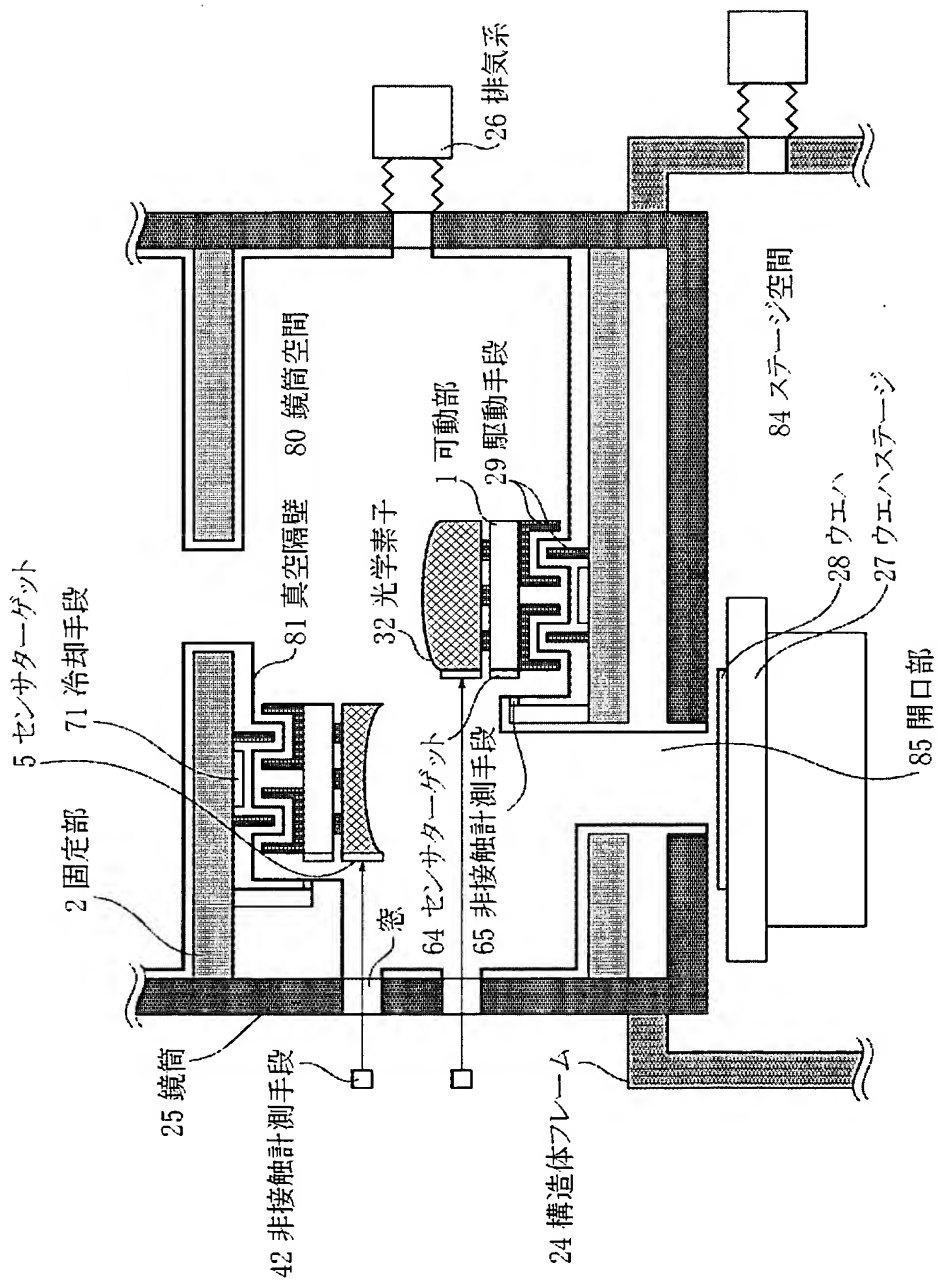 5 センサターゲット
71 冷却手段
2 固定部
81 真空隔壁
80 鏡筒空間
26 排気系
25 鏡筒
窓
42 非接触計測手段
32 光学素子
1 可動部
29 駆動手段
64 センサターゲット
65 非接触計測手段
24 構造体フレーム
84 ステージ空間
28 ウエハ
27 ウエハステージ
85 開口部